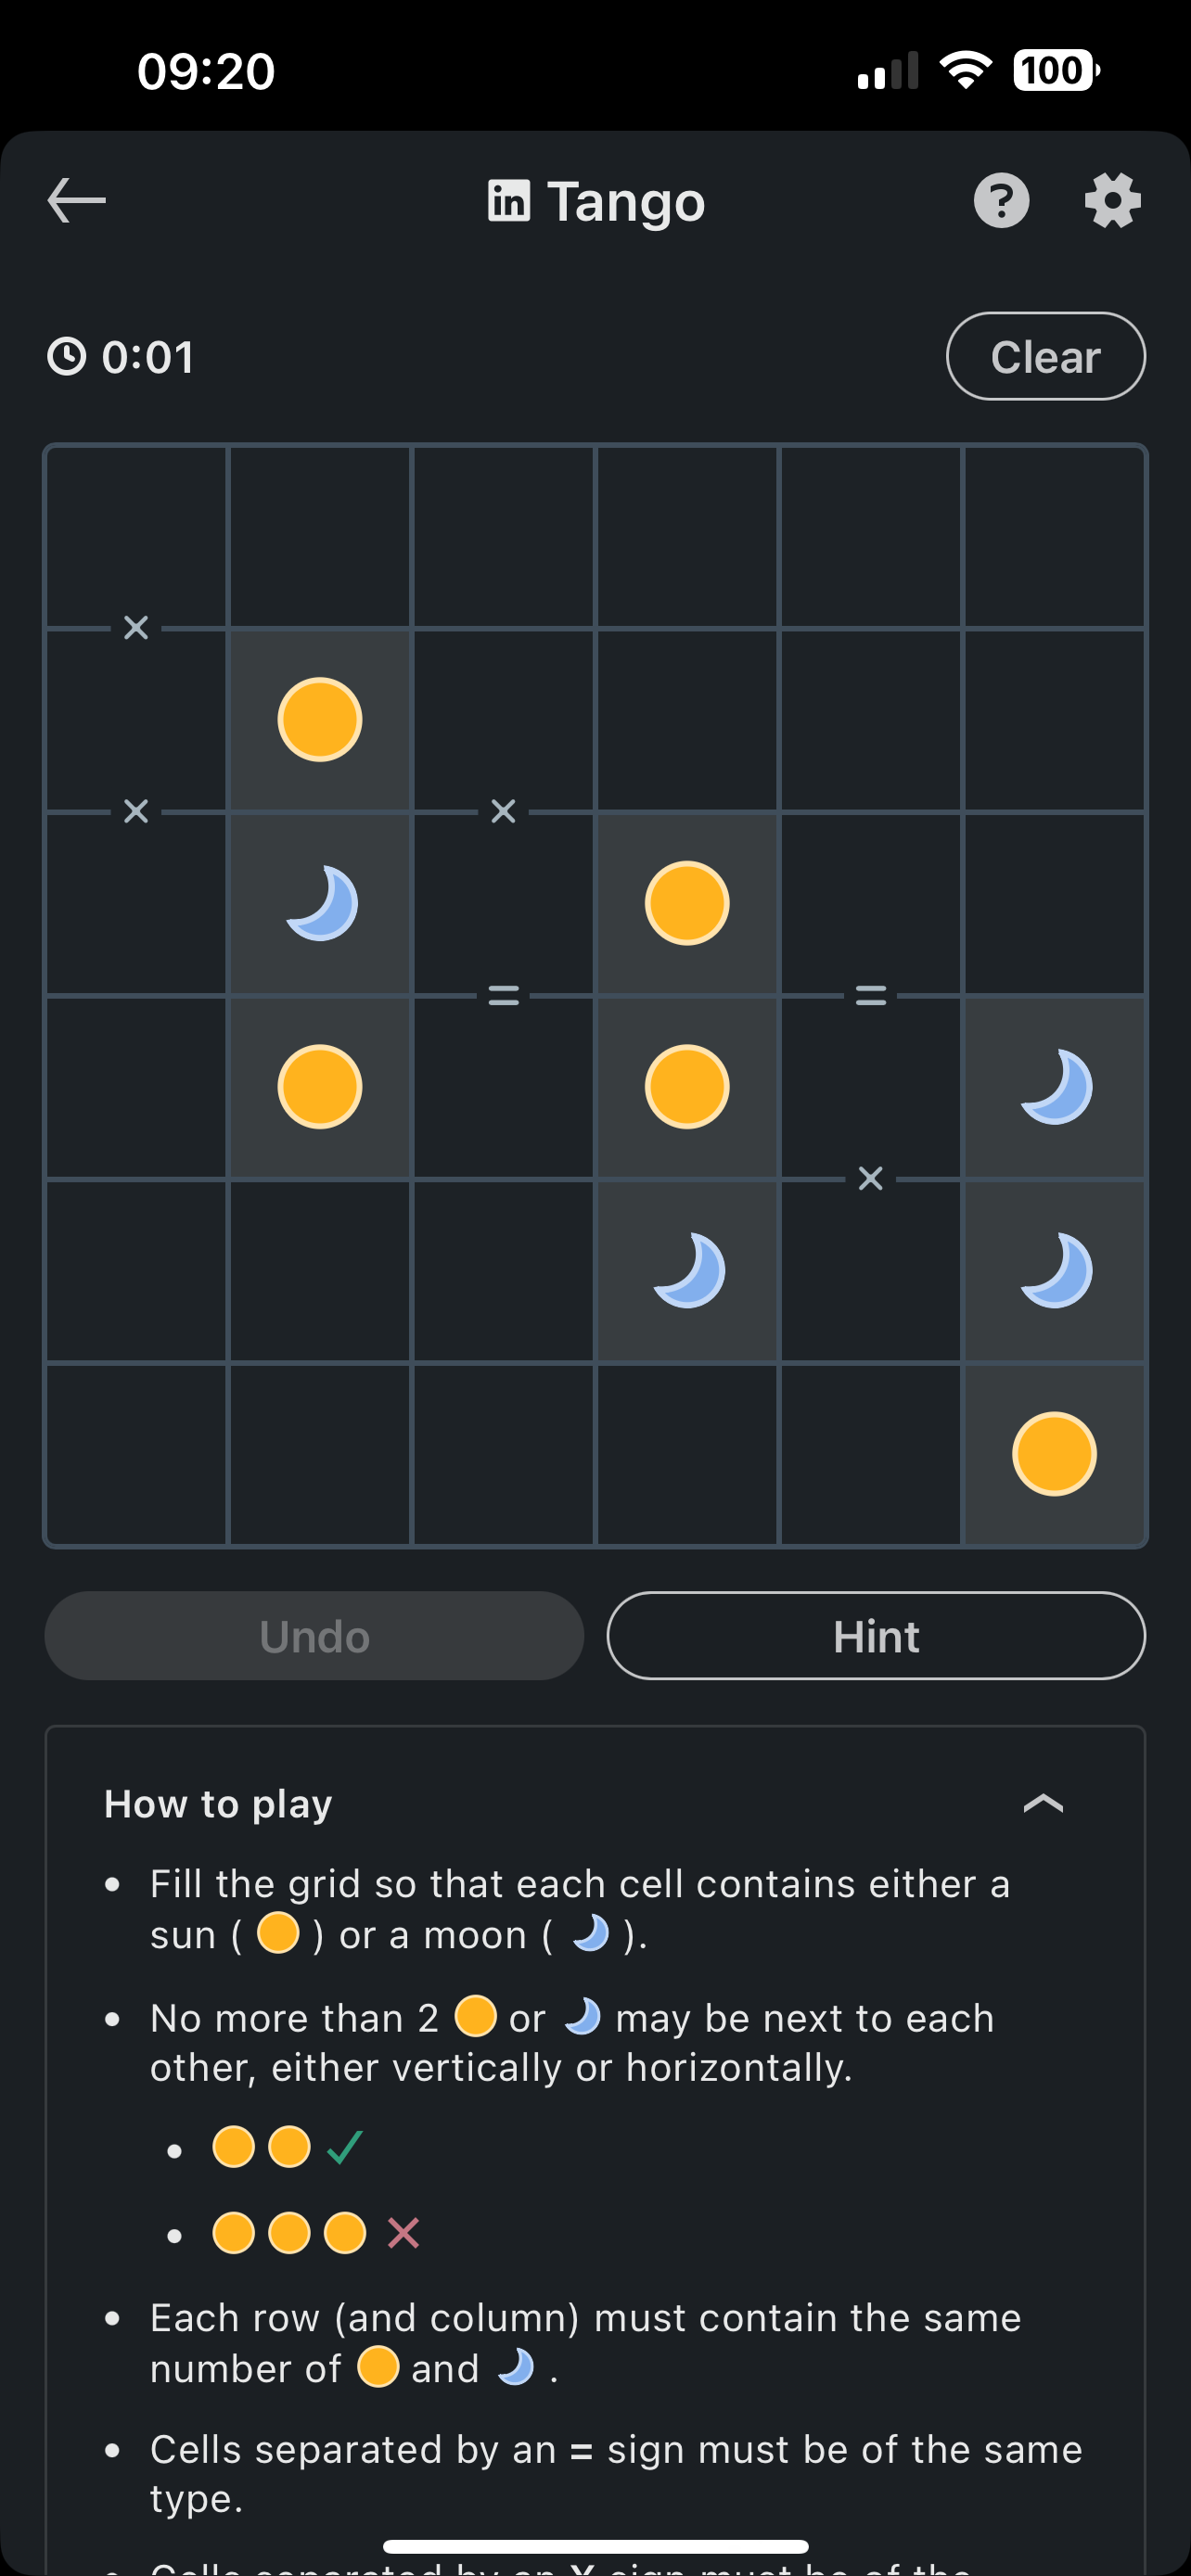 09:20
100
in Tango
?
0:01
Clear
×
× ×
= =
×
Undo
Hint
How to play
• Fill the grid so that each cell contains either a
sun ( ) or a moon ( ).
• No more than 2 or may be next to each
other, either vertically or horizontally.
•
•
• Each row (and column) must contain the same
number of and .
• Cells separated by an = sign must be of the same
type.